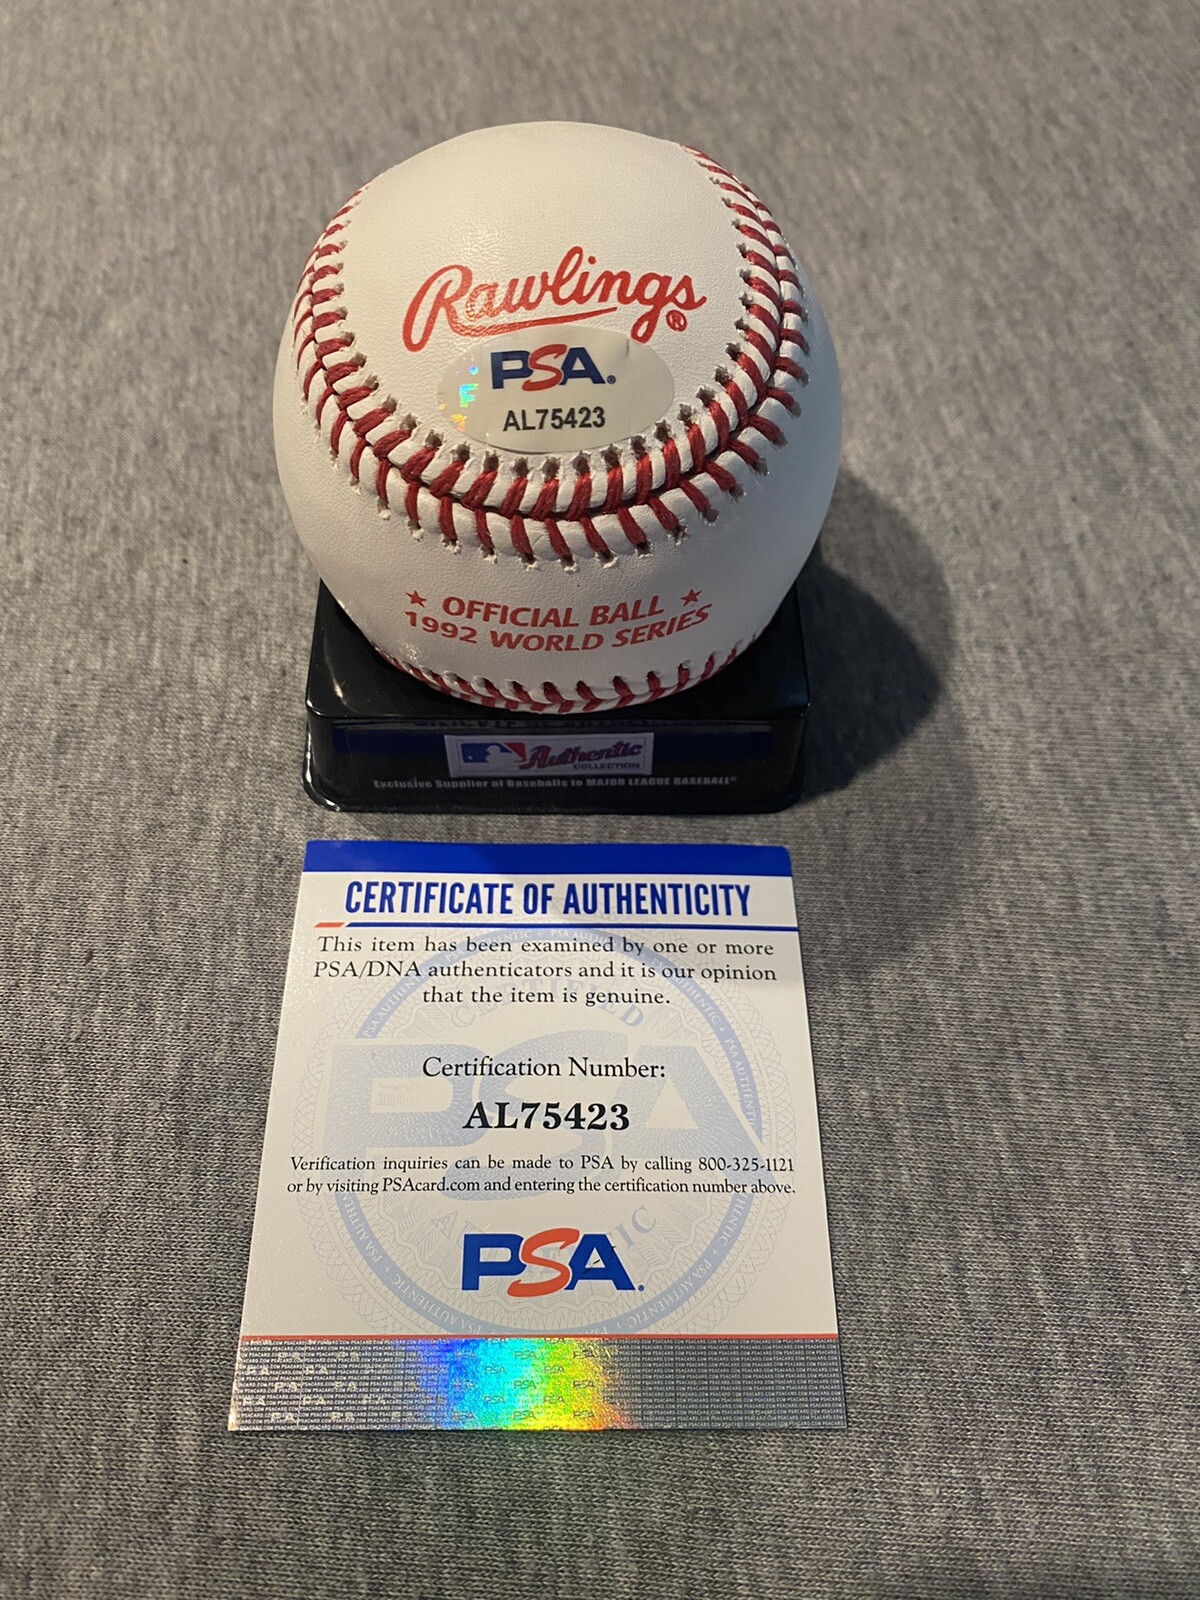 Rawlings®
PSA®
AL75423
★ OFFICIAL BALL ★
1992 WORLD SERIES
Authentic
COLLECTION
Exclusive Supplier of Baseballs to MAJOR LEAGUE BASEBALL®
CERTIFICATE OF AUTHENTICITY
This item has been examined by one or more
PSA/DNA authenticators and it is our opinion
that the item is genuine.
Certification Number:
AL75423
Verification inquiries can be made to PSA by calling 800-325-1121
or by visiting PSAcard.com and entering the certification number above.
PSA®